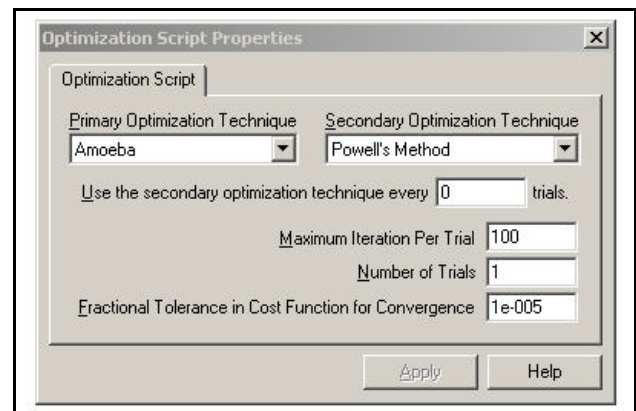 Optimization Script Properties
Optimization Script
Primary Optimization Technique Secondary Optimization Technique
Amoeba Powell's Method
Use the secondary optimization technique every 0 trials.
Maximum Iteration Per Trial 100
Number of Trials 1
Fractional Tolerance in Cost Function for Convergence 1e-005
Apply Help